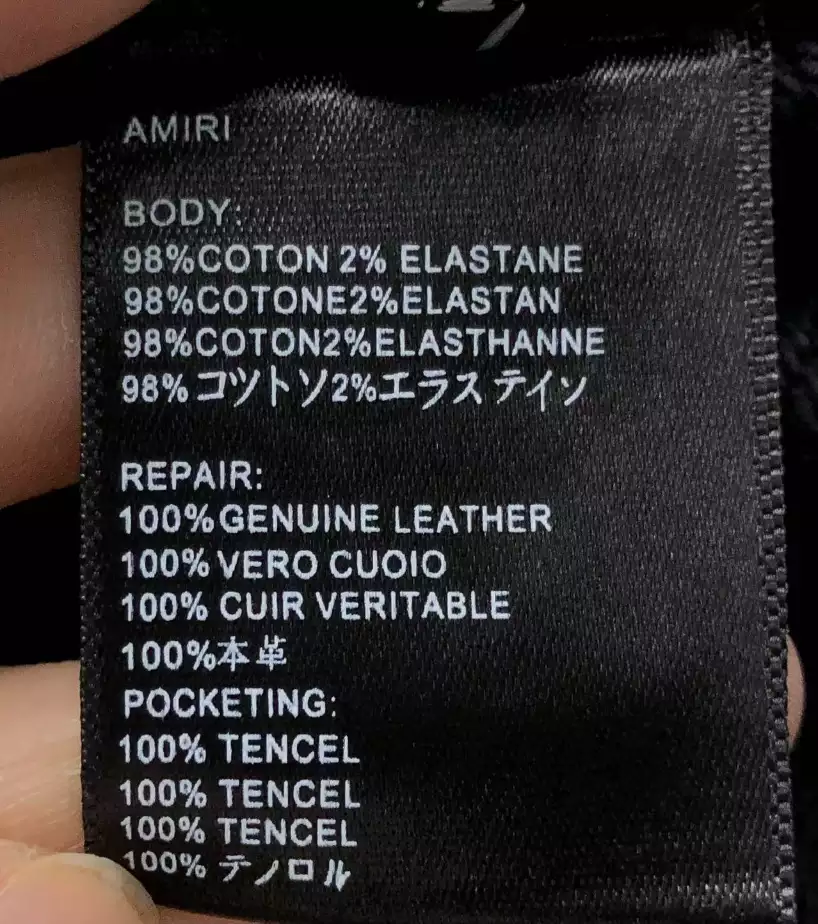 AMIRI
BODY:
98%COTON 2% ELASTANE
98%COTONE2%ELASTAN
98%COTON2%ELASTHANNE
98%コツトソ2%エラステイソ
REPAIR:
100%GENUINE LEATHER
100% VERO CUOIO
100% CUIR VERITABLE
100%本革
POCKETING:
100% TENCEL
100% TENCEL
100% TENCEL
100% テノロル